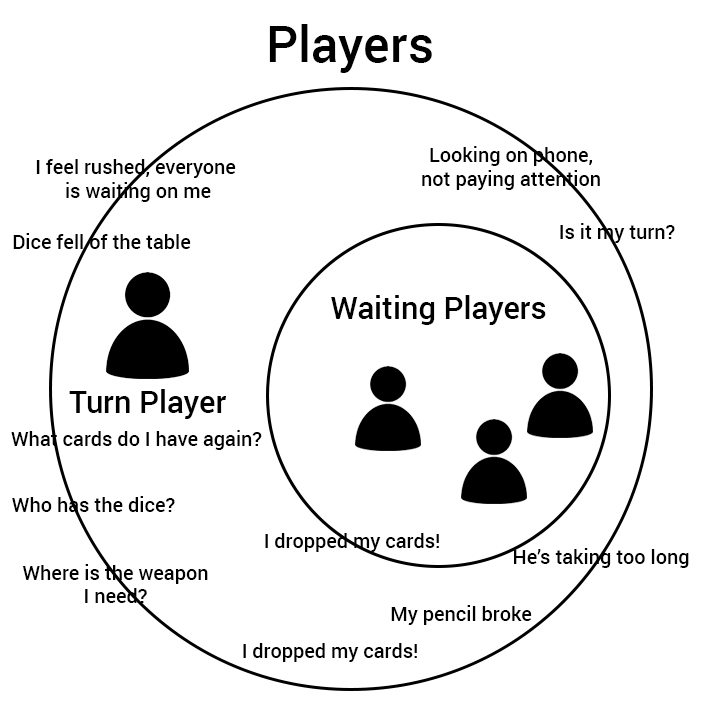 Players
I feel rushed, everyone
is waiting on me
Looking on phone,
not paying attention
Dice fell of the table
Is it my turn?
Waiting Players
Turn Player
What cards do I have again?
Who has the dice?
I dropped my cards!
He's taking too long
Where is the weapon
I need?
My pencil broke
I dropped my cards!